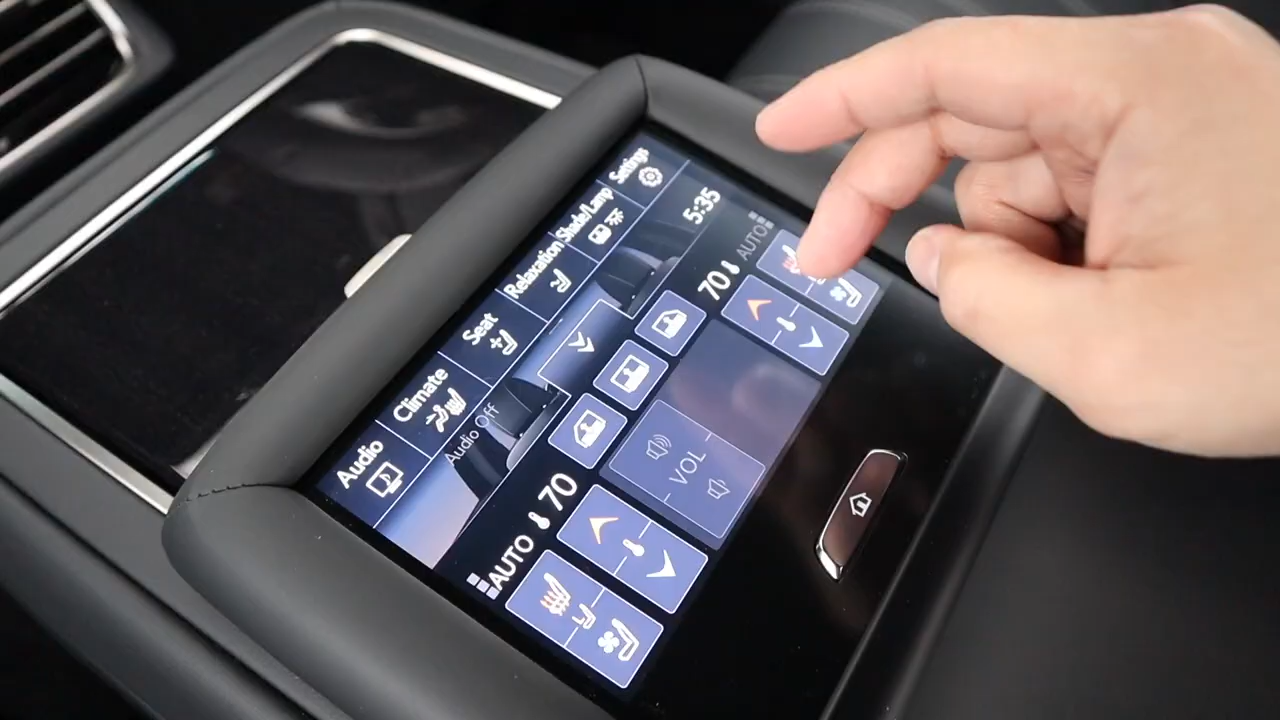 Audio
Climate
Seat
Relaxation
Shade/Lamp
Settings
Audio Off
5:35
AUTO
70
70
AUTO
VOL